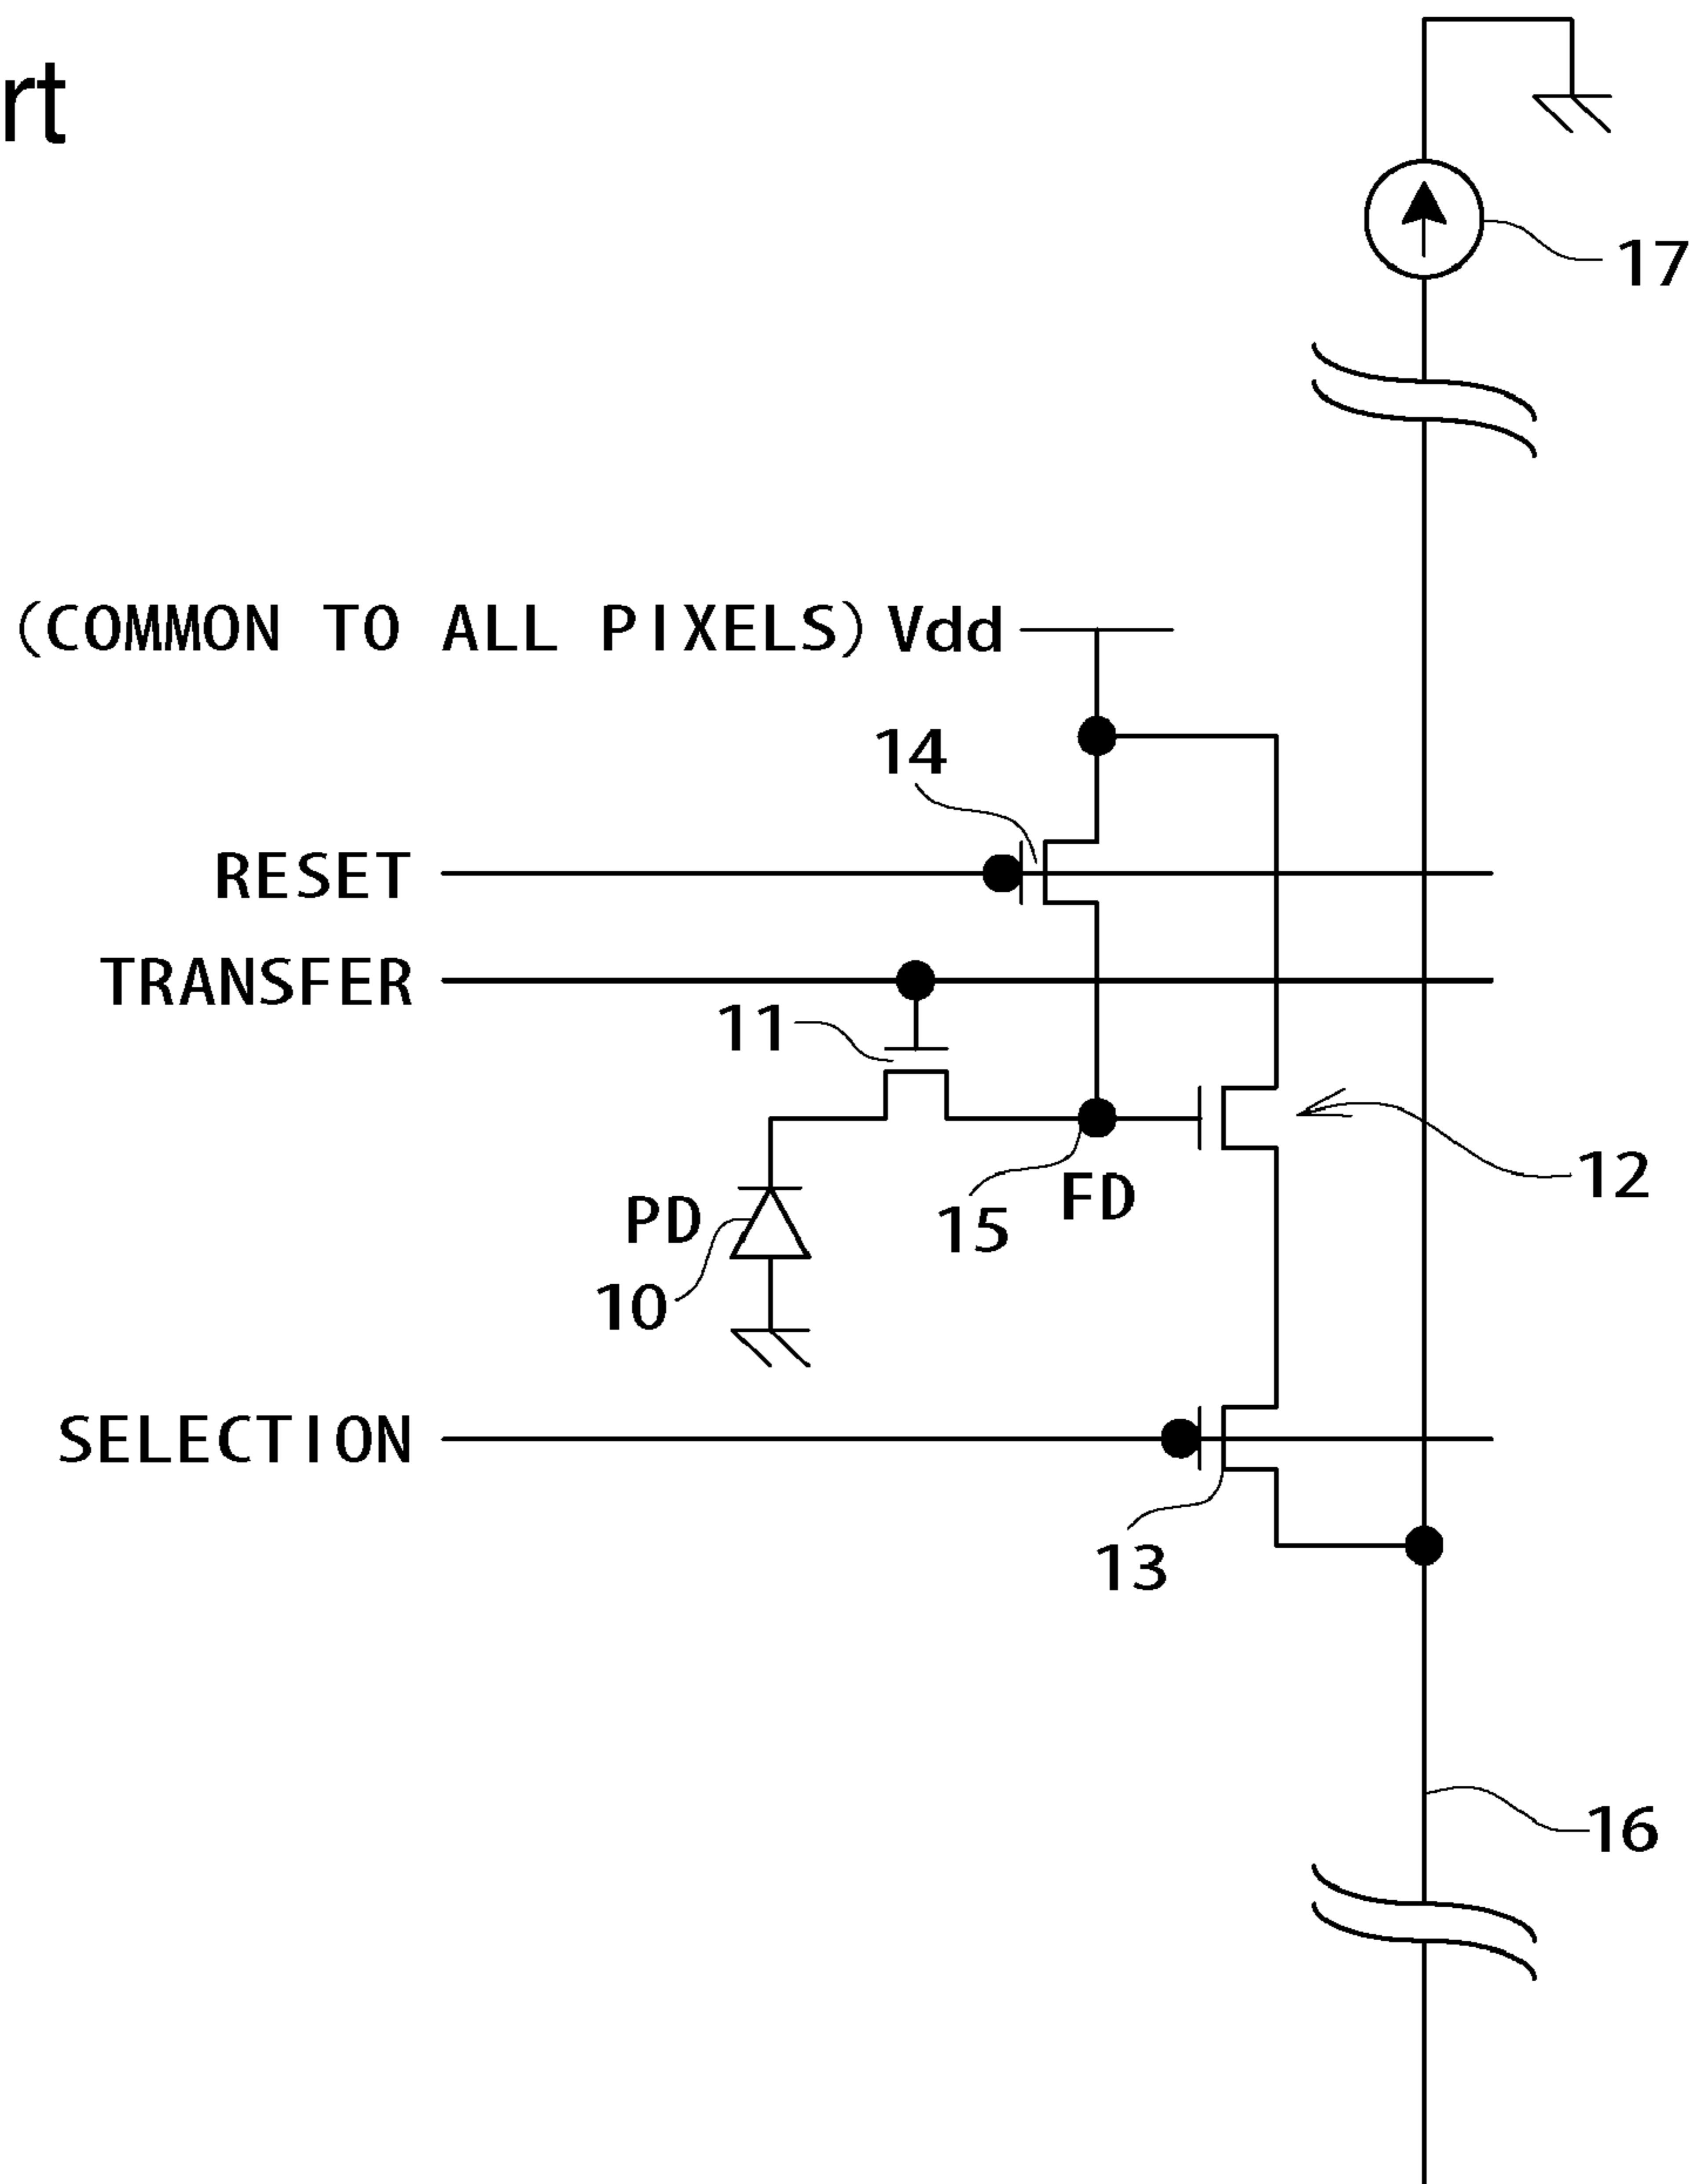 rt
17
(COMMON TO ALL PIXELS) Vdd
14
RESET
TRANSFER
11
12
PD
15
FD
10
SELECTION
13
16